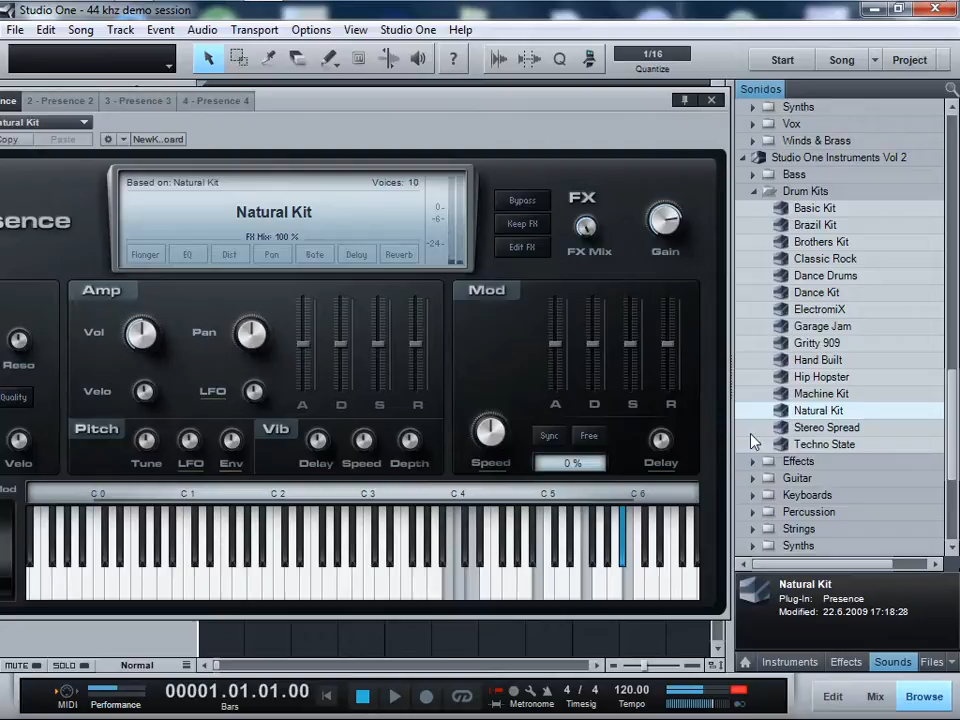 Studio One - 44 khz demo session
File Edit Song Track Event Audio Transport Options View Studio One Help
1/16
Quantize
Start Song Project
2 - Presence 2 3 - Presence 3 4 - Presence 4
Natural Kit
Copy Paste NewK..oard
Based on: Natural Kit Voices: 10
Natural Kit
FX Mix: 100 %
Flanger EQ Dist Pan Gate Delay Reverb
0-
-6-
-24-
Bypass
Keep FX
Edit FX
FX
FX Mix
Gain
Amp
Vol Pan
Velo LFO
A D S R
Pitch
Tune LFO Env
Vib
Delay Speed Depth
Mod
A D S R
Speed
Sync Free
0 %
Delay
Reso
Quality
Velo
C 0 C 1 C 2 C 3 C 4 C 5 C 6
Sonidos
Synths
Vox
Winds & Brass
Studio One Instruments Vol 2
Bass
Drum Kits
Basic Kit
Brazil Kit
Brothers Kit
Classic Rock
Dance Drums
Dance Kit
ElectromiX
Garage Jam
Gritty 909
Hand Built
Hip Hopster
Machine Kit
Natural Kit
Stereo Spread
Techno State
Effects
Guitar
Keyboards
Percussion
Strings
Synths
Natural Kit
Plug-In: Presence
Modified: 22.6.2009 17:18:28
Instruments Effects Sounds Files
MUTE SOLO Normal
MIDI Performance
00001.01.01.00
Bars
Metronome
4 / 4
Timesig
120.00
Tempo
Edit Mix Browse